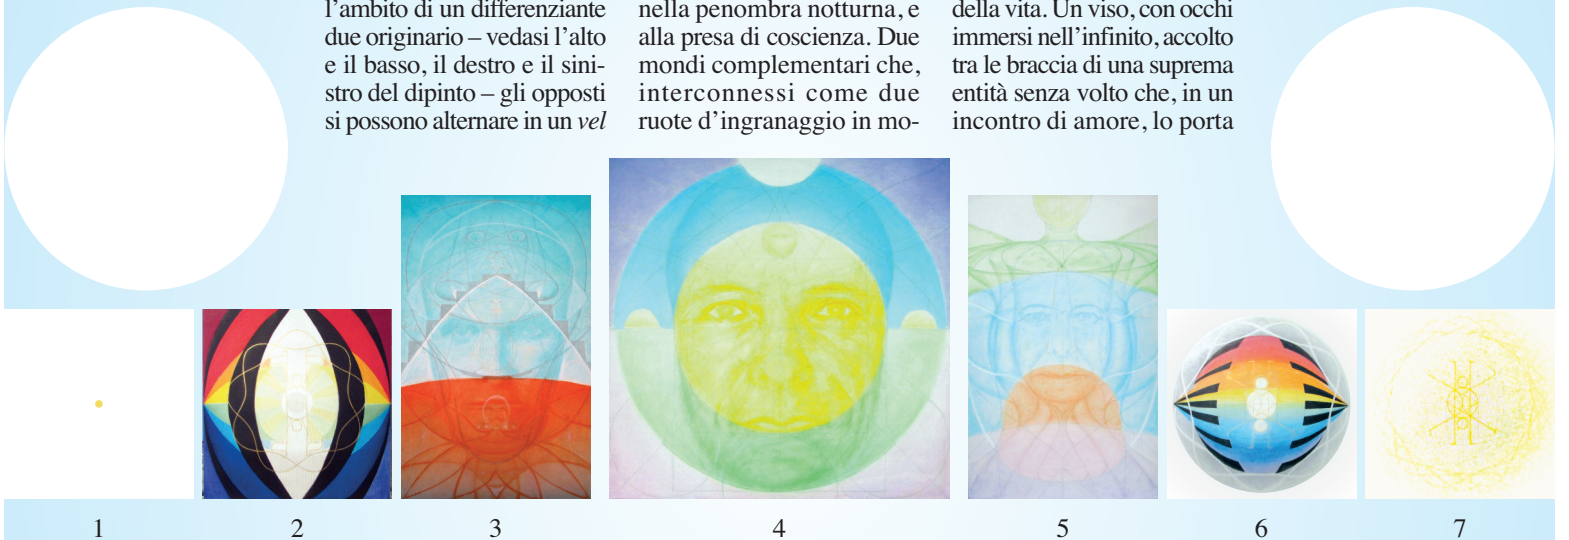 l’ambito di un differenziante
due originario – vedasi l’alto
e il basso, il destro e il sini-
stro del dipinto – gli opposti
si possono alternare in un vel
nella penombra notturna, e
alla presa di coscienza. Due
mondi complementari che,
interconnessi come due
ruote d’ingranaggio in mo-
della vita. Un viso, con occhi
immersi nell’infinito, accolto
tra le braccia di una suprema
entità senza volto che, in un
incontro di amore, lo porta
1
2
3
4
5
6
7